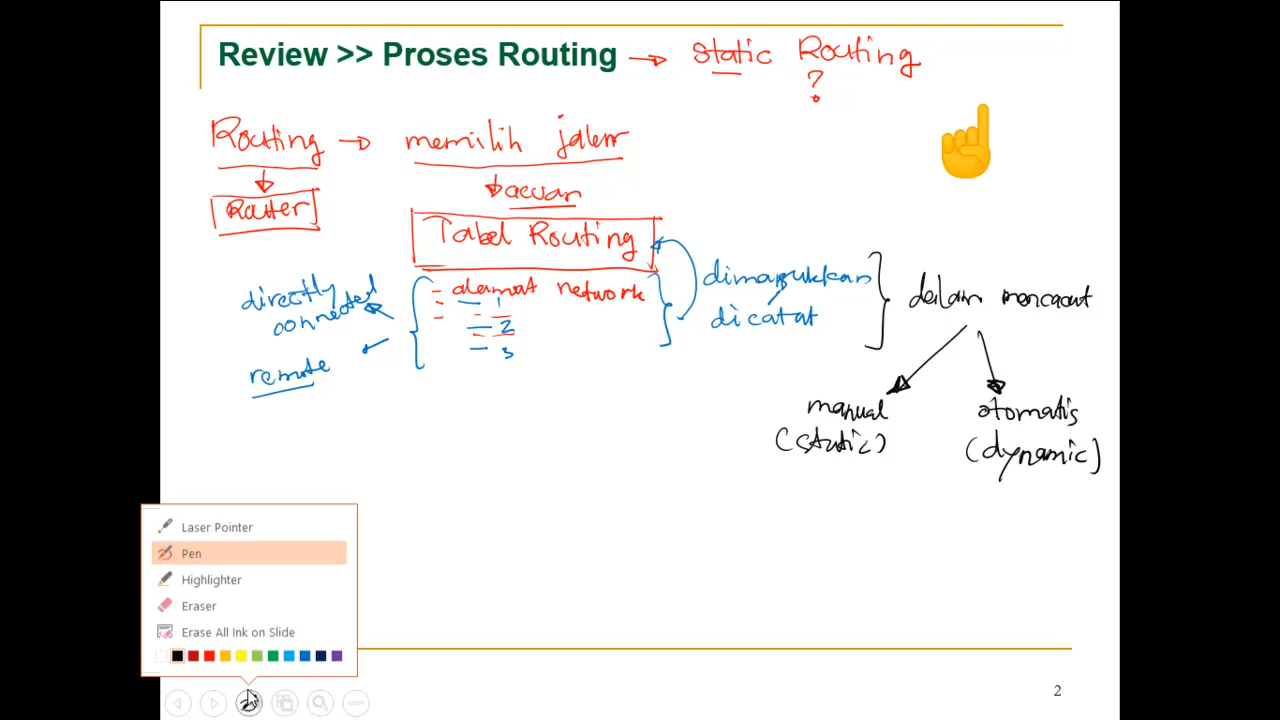 Review >> Proses Routing → static Routing
?
Routing → memilih jalur
Router
acuan
Tabel Routing
- alamat network
- 1
- 2
- 3
directly
connected
remote
dimasukkan
dicatat
dalam mencatat
manual
(static)
otomatis
(dynamic)
Laser Pointer
Pen
Highlighter
Eraser
Erase All Ink on Slide
2